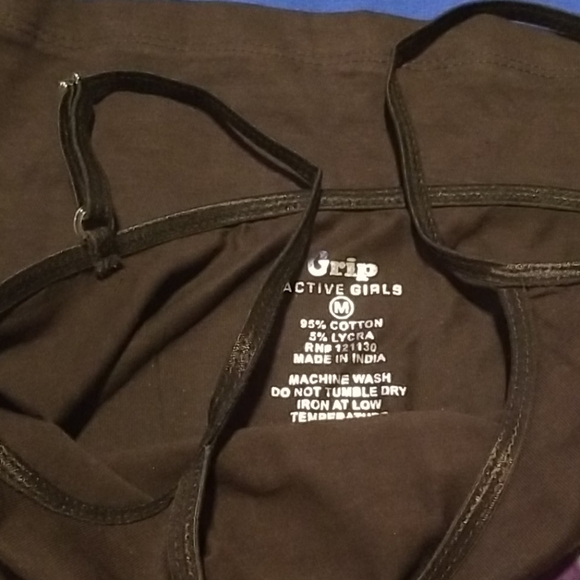 Grip
ACTIVE GIRLS
M
95% COTTON
5% LYCRA
RN# 121130
MADE IN INDIA
MACHINE WASH
DO NOT TUMBLE DRY
IRON AT LOW
TEMPERATURE